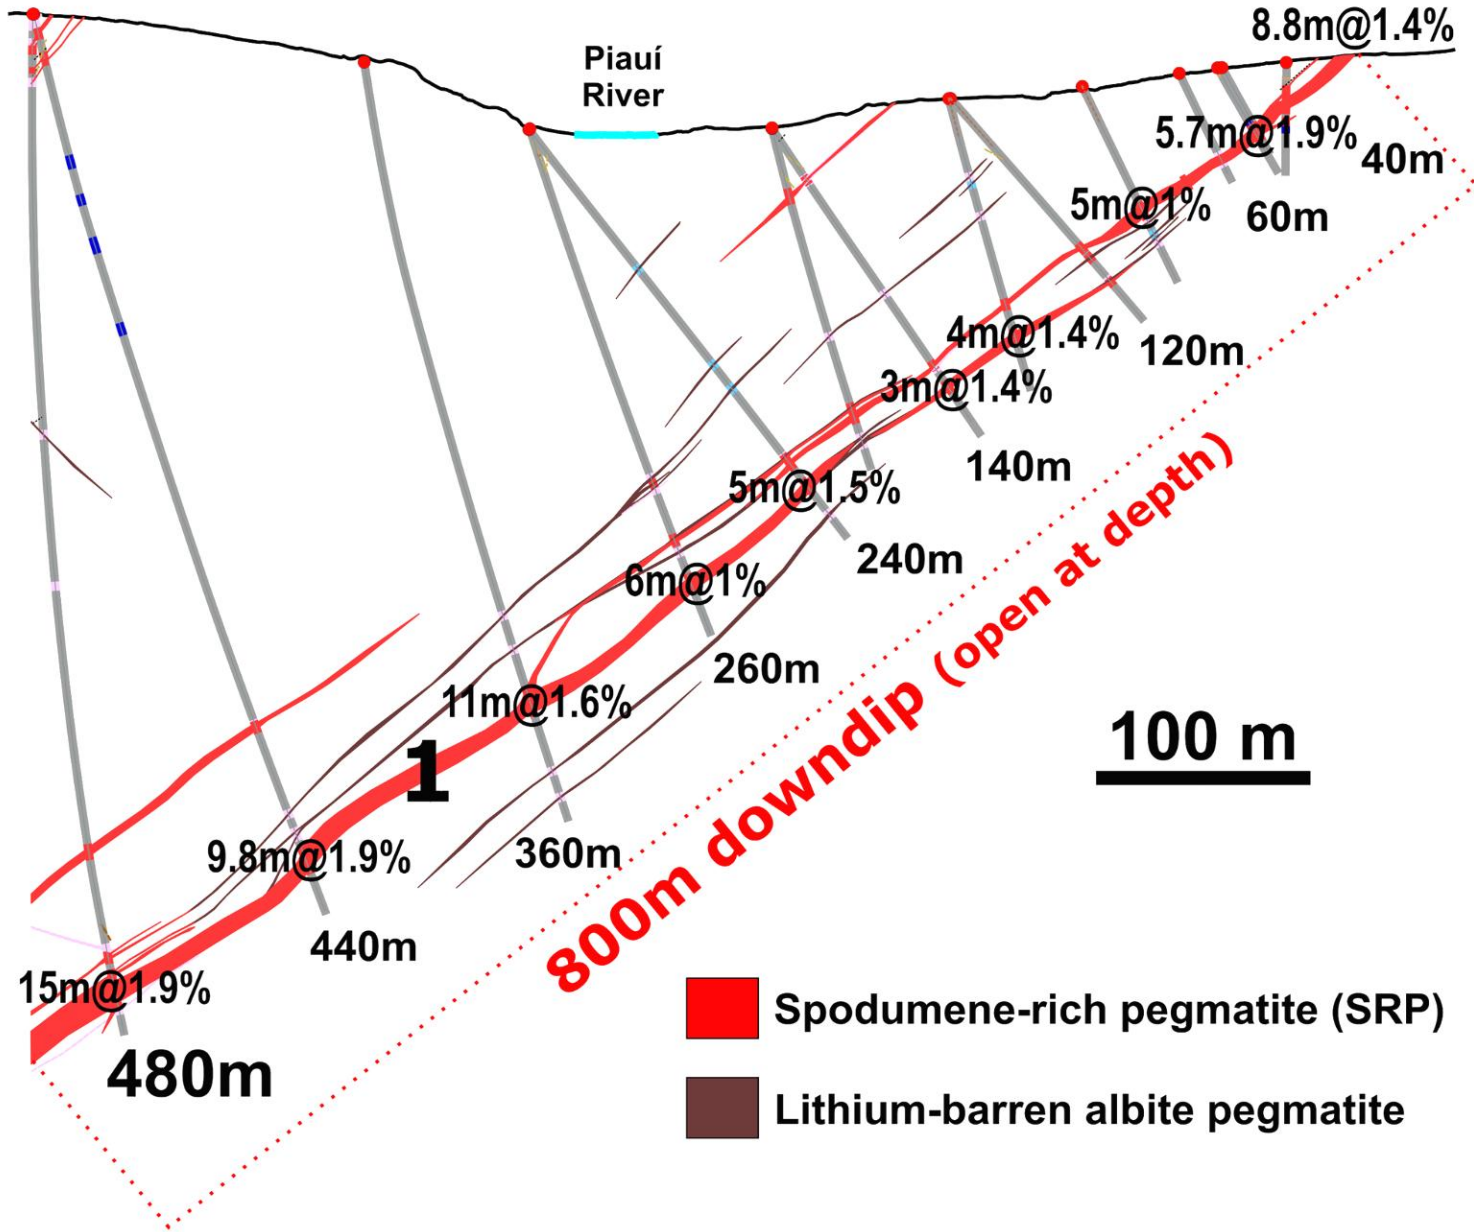 8.8m@1.4%
Piauí
River
5.7m@1.9%
40m
5m@1%
60m
4m@1.4%
120m
3m@1.4%
140m
5m@1.5%
240m
6m@1%
260m
11m@1.6%
1
360m
9.8m@1.9%
440m
15m@1.9%
480m
800m downdip (open at depth)
100 m
Spodumene-rich pegmatite (SRP)
Lithium-barren albite pegmatite